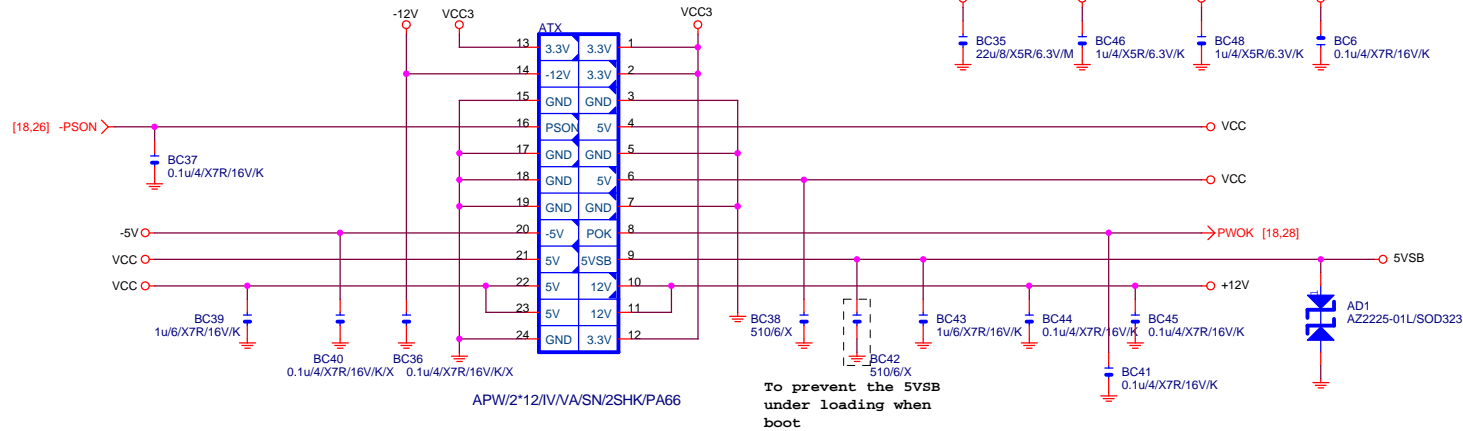 -12V
VCC3
VCC3
ATX
BC35
22u/8/X5R/6.3V/M
BC46
1u/4/X5R/6.3V/K
BC48
1u/4/X5R/6.3V/K
BC6
0.1u/4/X7R/16V/K
13 3.3V 3.3V 1
14 -12V 3.3V 2
15 GND GND 3
[18,26] -PSON 16 PSON 5V 4 VCC
BC37
0.1u/4/X7R/16V/K
17 GND GND 5
18 GND 5V 6 VCC
19 GND GND 7
-5V 20 -5V POK 8 PWOK [18,28]
VCC 21 5V 5VSB 9 5VSB
VCC 22 5V 12V 10 +12V
23 5V 12V 11
24 GND 3.3V 12
BC39
1u/6/X7R/16V/K
BC40
0.1u/4/X7R/16V/K/X
BC36
0.1u/4/X7R/16V/K/X
BC38
510/6/X
BC42
510/6/X
BC43
1u/6/X7R/16V/K
BC44
0.1u/4/X7R/16V/K
BC45
0.1u/4/X7R/16V/K
1
AD1
AZ2225-01L/SOD323
BC41
0.1u/4/X7R/16V/K
APW/2*12/IV/VA/SN/2SHK/PA66
To prevent the 5VSB
under loading when
boot